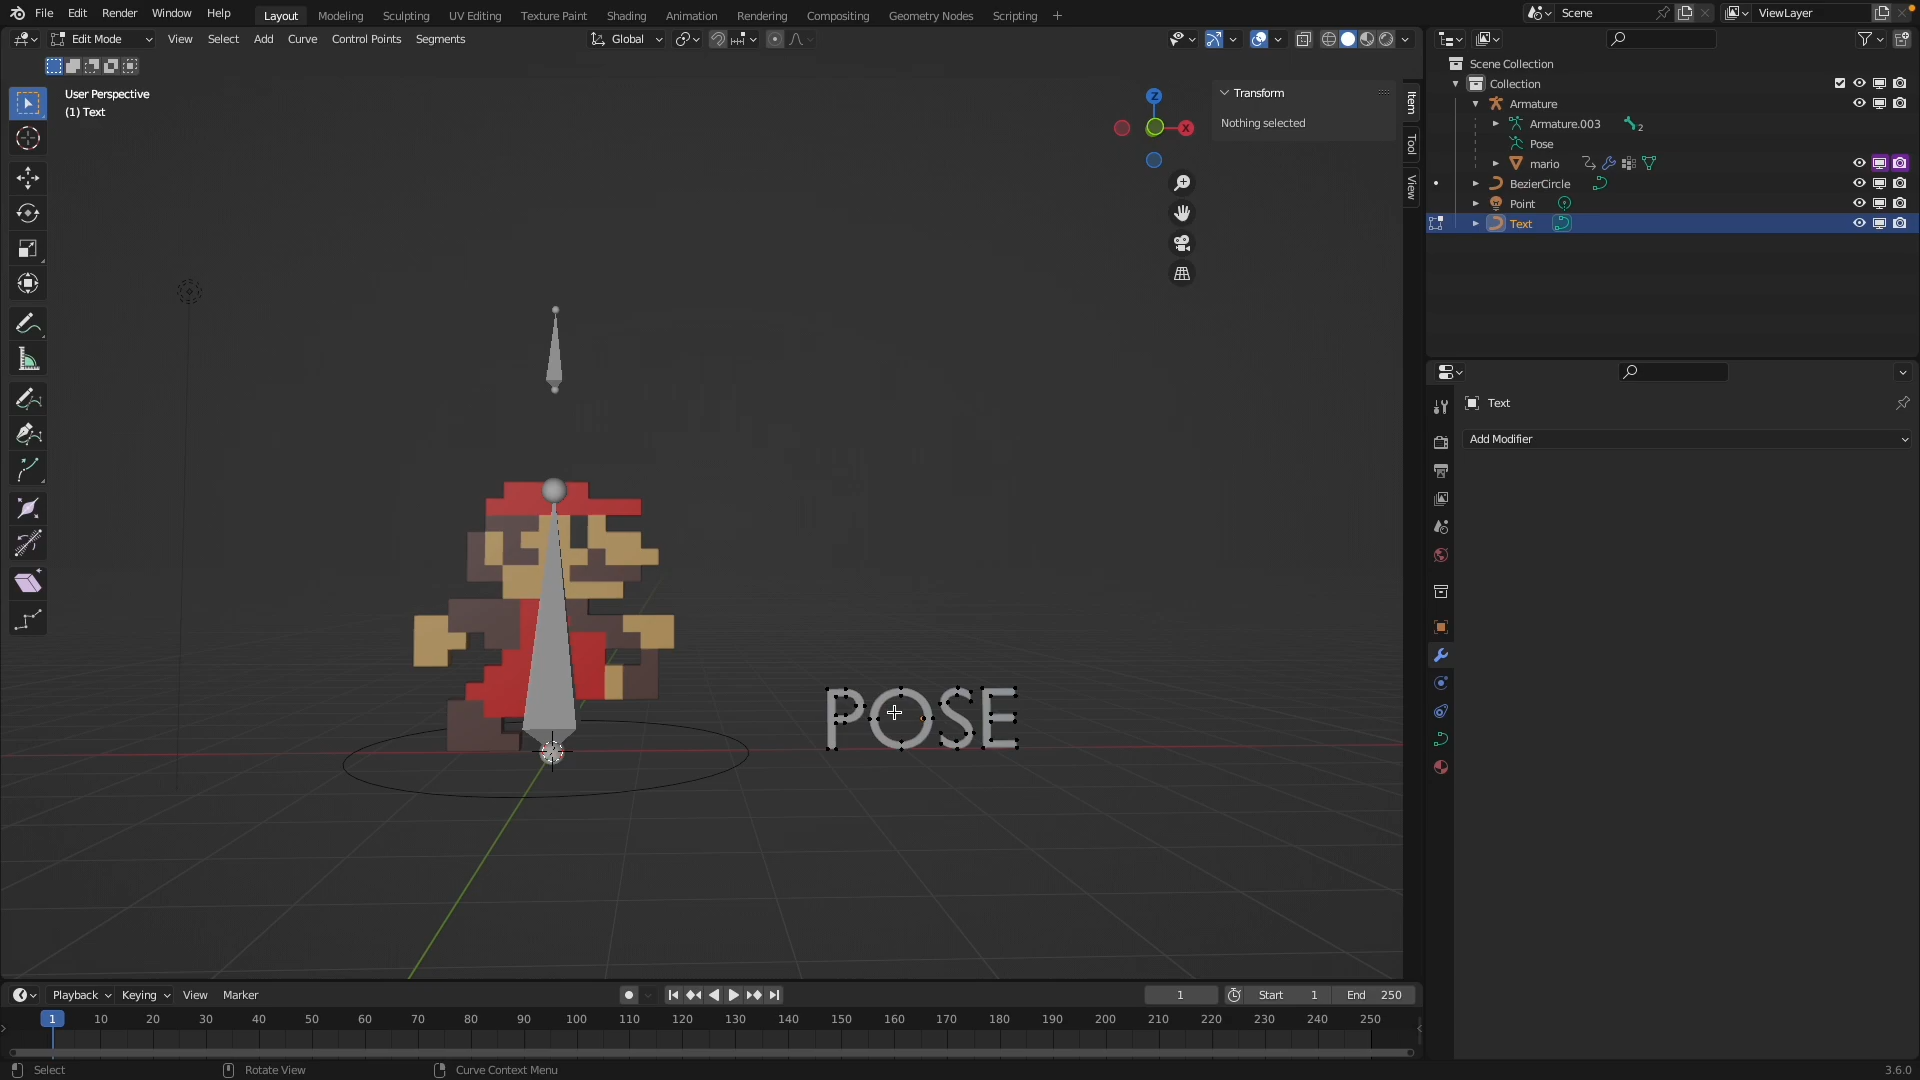 File Edit Render Window Help Layout Modeling Sculpting UV Editing Texture Paint Shading Animation Rendering Compositing Geometry Nodes Scripting + Scene ViewLayer
Edit Mode View Select Add Curve Control Points Segments Global
User Perspective
(1) Text
Transform
Nothing selected
Item
Tool
View
Z
X
POSE
Scene Collection
Collection
Armature
Armature.003 2
Pose
mario
BezierCircle
Point
Text
Text
Add Modifier
Playback Keying View Marker 1 Start 1 End 250
1 10 20 30 40 50 60 70 80 90 100 110 120 130 140 150 160 170 180 190 200 210 220 230 240 250
Select Rotate View Curve Context Menu 3.6.0